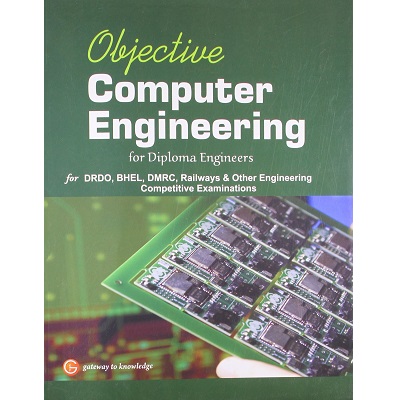 Objective
Computer
Engineering
for Diploma Engineers
for DRDO, BHEL, DMRC, Railways & Other Engineering
Competitive Examinations
G
gateway to knowledge